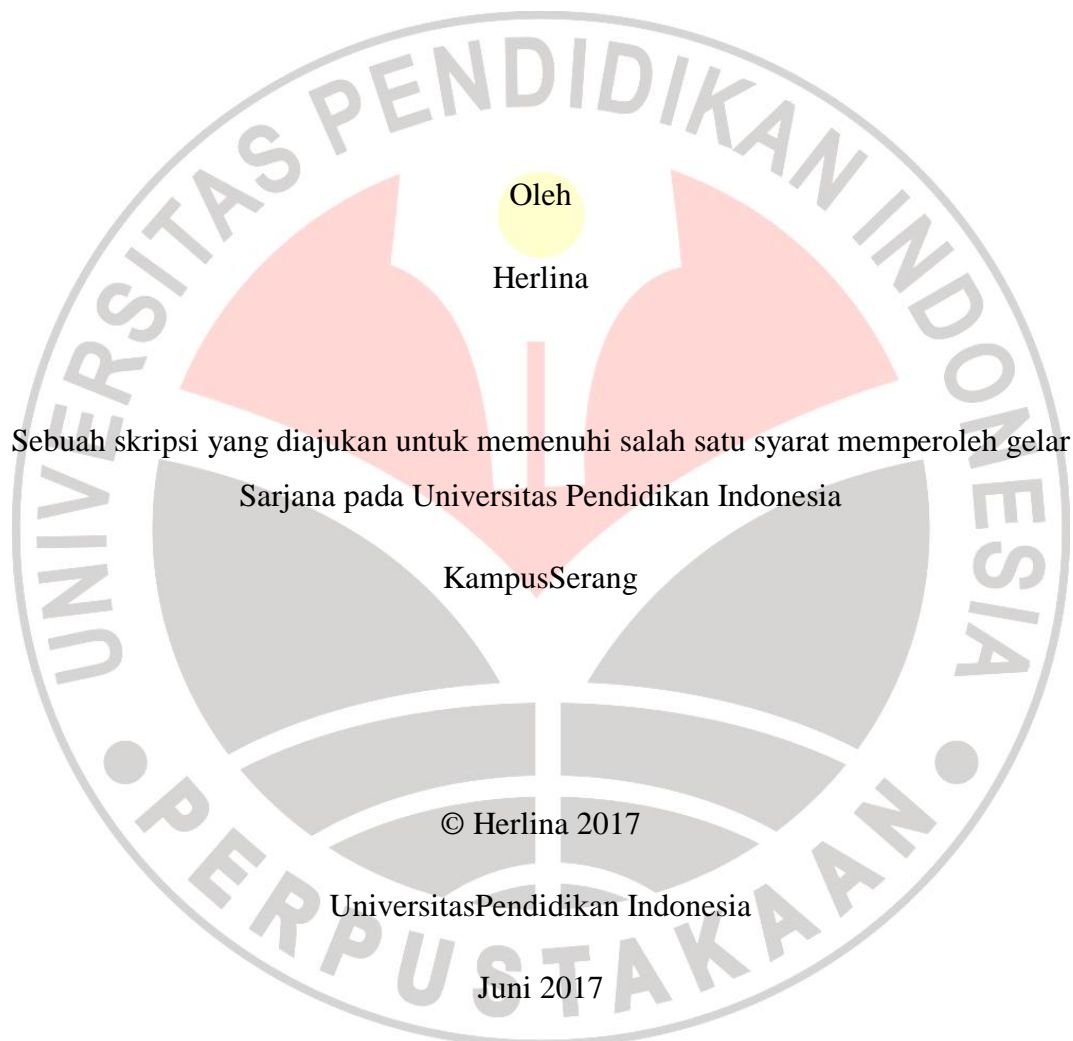 UNIVERSITAS PENDIDIKAN INDONESIA
Oleh
Herlina
Sebuah skripsi yang diajukan untuk memenuhi salah satu syarat memperoleh gelar
Sarjana pada Universitas Pendidikan Indonesia
KampusSerang
© Herlina 2017
UniversitasPendidikan Indonesia
Juni 2017
PERPUSTAKAAN